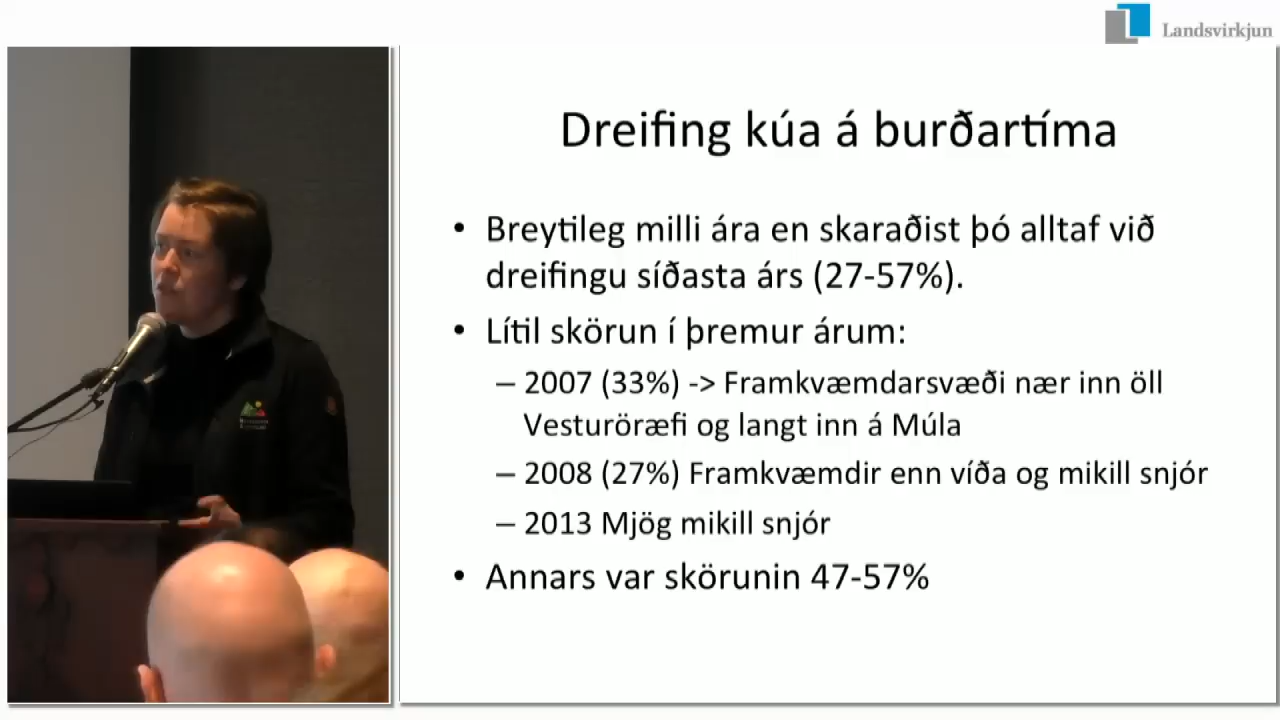 Landsvirkjun
Dreifing kúa á burðartíma
• Breytileg milli ára en skaraðist þó alltaf við
dreifingu síðasta árs (27-57%).
• Lítil skörun í þremur árum:
– 2007 (33%) -> Framkvæmdarsvæði nær inn öll
Vesturöræfi og langt inn á Múla
– 2008 (27%) Framkvæmdir enn víða og mikill snjór
– 2013 Mjög mikill snjór
• Annars var skörunin 47-57%